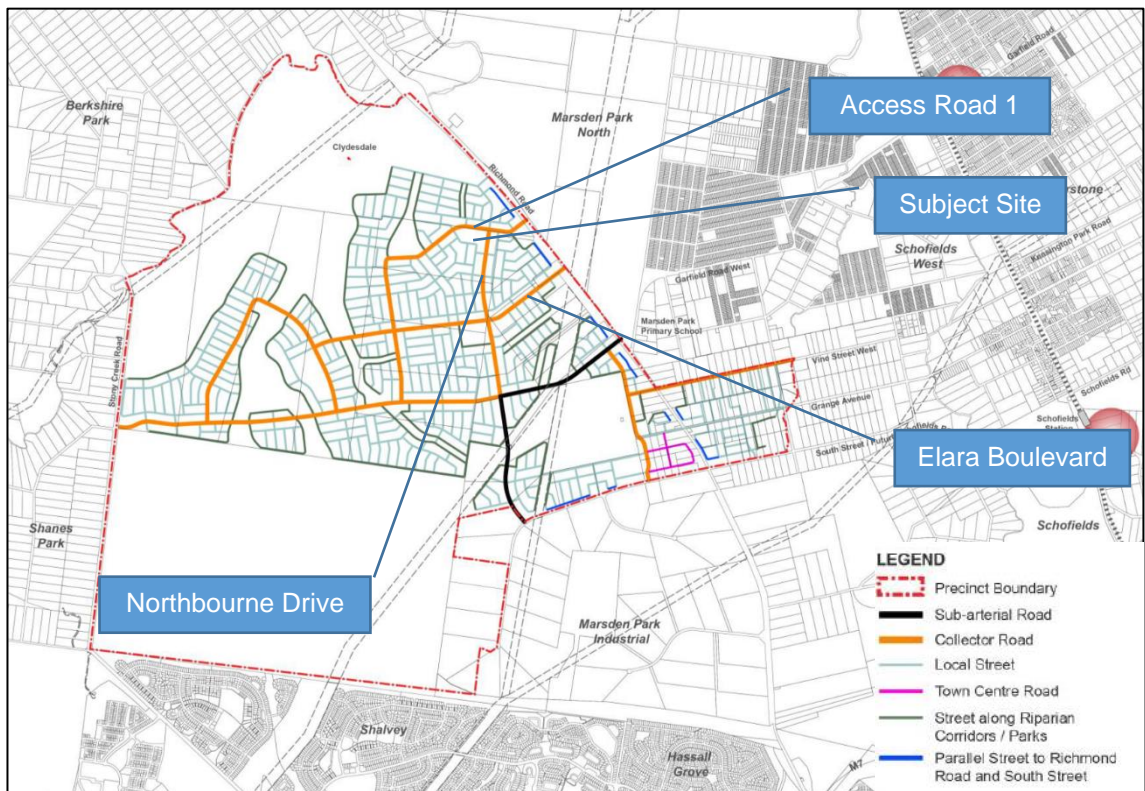 Garfield Road
Access Road 1
Berkshire
Park
Marsden Park
North
Clydesdale
Richmond Road
Subject Site
Kensington Park Road
Schofields
West
Garfield Road West
Marsden Park
Primary School
Stony Creek Road
Vine Street West
Grange Avenue
Schofields Rd
Schofields
Station
South Street / Futur
Elara Boulevard
Schofields
Shanes
Park
Northbourne Drive
Marsden Park
Industrial
Shalvey
Hassall
Grove
M7
LEGEND
Precinct Boundary
Sub-arterial Road
Collector Road
Local Street
Town Centre Road
Street along Riparian
Corridors / Parks
Parallel Street to Richmond
Road and South Street